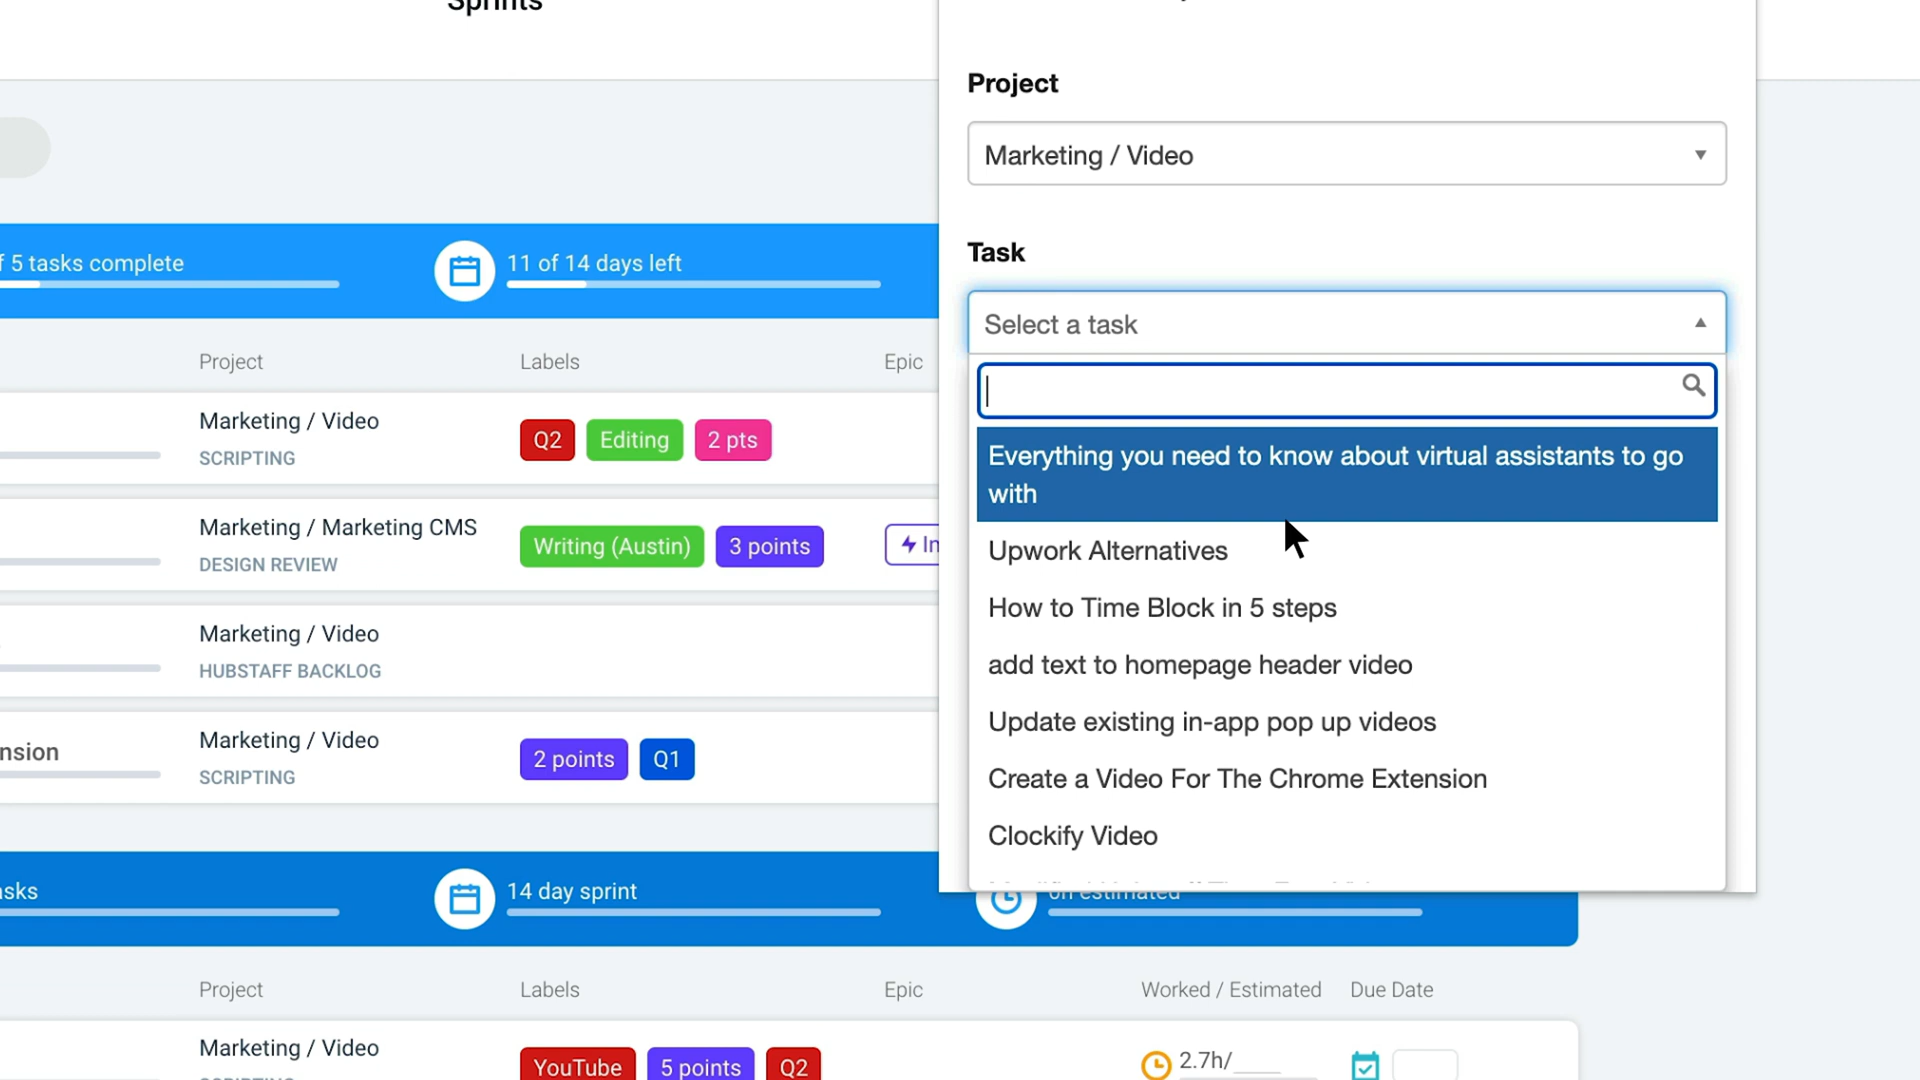 Sprints
Project
Marketing / Video
Task
Select a task
Everything you need to know about virtual assistants to go
with
Upwork Alternatives
How to Time Block in 5 steps
add text to homepage header video
Update existing in-app pop up videos
Create a Video For The Chrome Extension
Clockify Video
f 5 tasks complete
11 of 14 days left
Project Labels Epic
Marketing / Video
SCRIPTING
Q2 Editing 2 pts
Marketing / Marketing CMS
DESIGN REVIEW
Writing (Austin) 3 points In
Marketing / Video
HUBSTAFF BACKLOG
nsion
Marketing / Video
SCRIPTING
2 points Q1
asks
14 day sprint
0h estimated
Project Labels Epic Worked / Estimated Due Date
Marketing / Video
SCRIPTING
YouTube 5 points Q2
2.7h/